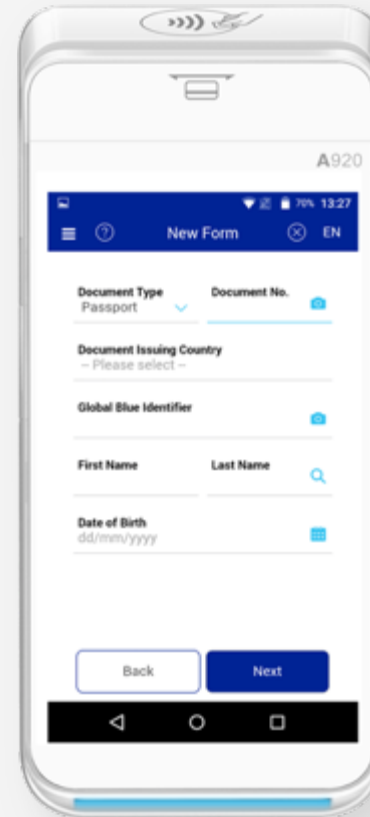 A920
70% 13:27
New Form
EN
Document Type
Document No.
Passport
Document Issuing Country
– Please select –
Global Blue Identifier
First Name
Last Name
Date of Birth
dd/mm/yyyy
Back
Next